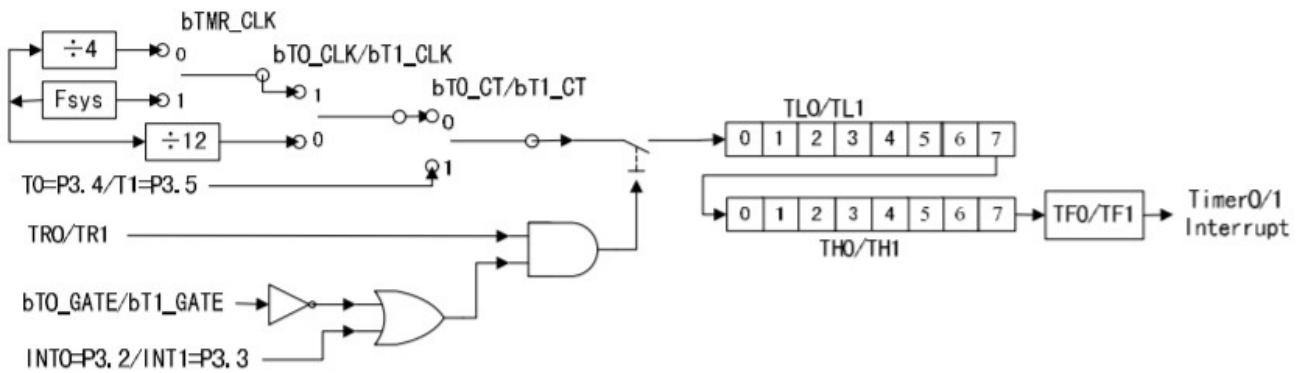 bTMR_CLK
÷4
0
bT0_CLK/bT1_CLK
Fsys
1
1
bT0_CT/bT1_CT
0
÷12
0
TL0/TL1
0 1 2 3 4 5 6 7
1
T0=P3.4/T1=P3.5
0 1 2 3 4 5 6 7
TF0/TF1
Timer0/1
Interrupt
TH0/TH1
TR0/TR1
bT0_GATE/bT1_GATE
INT0=P3.2/INT1=P3.3